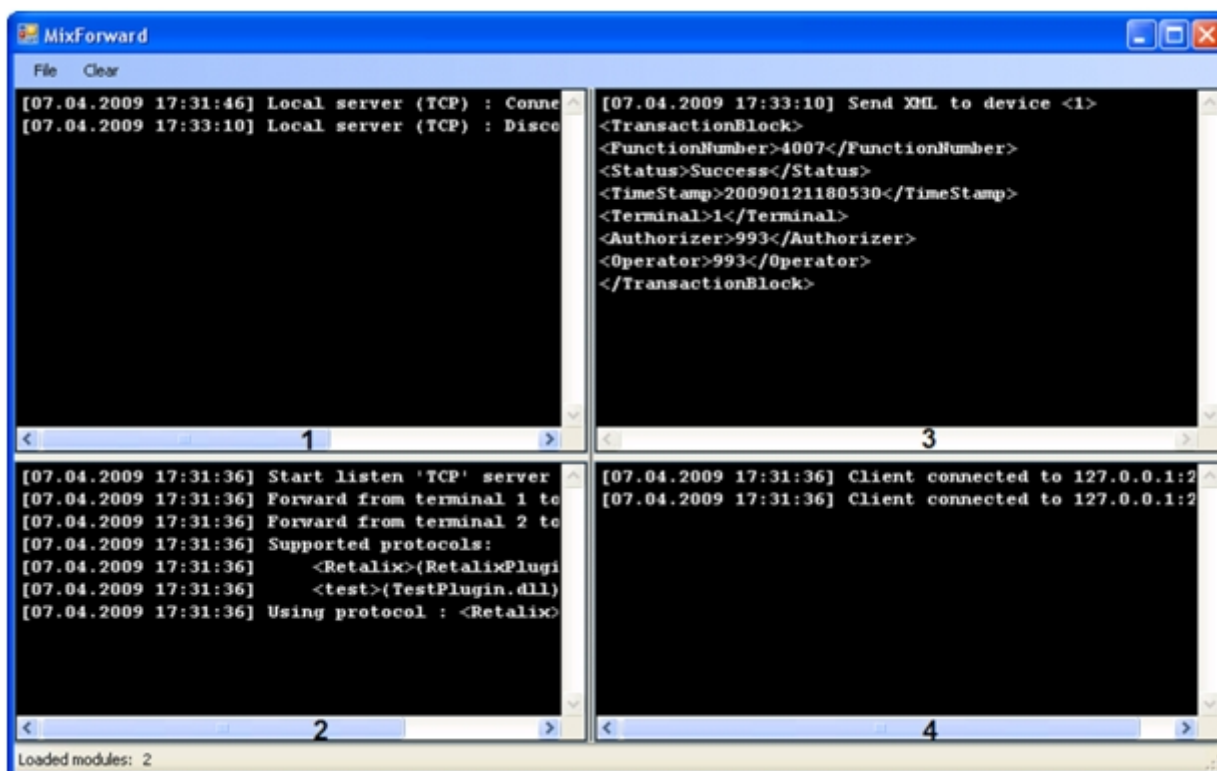 MixForward
File Clear
[07.04.2009 17:31:46] Local server (TCP) : Conne
[07.04.2009 17:33:10] Local server (TCP) : Disco
1
[07.04.2009 17:33:10] Send XML to device <1>
<TransactionBlock>
<FunctionNumber>4007</FunctionNumber>
<Status>Success</Status>
<TimeStamp>20090121180530</TimeStamp>
<Terminal>1</Terminal>
<Authorizer>993</Authorizer>
<Operator>993</Operator>
</TransactionBlock>
3
[07.04.2009 17:31:36] Start listen 'TCP' server
[07.04.2009 17:31:36] Forward from terminal 1 to
[07.04.2009 17:31:36] Forward from terminal 2 to
[07.04.2009 17:31:36] Supported protocols:
[07.04.2009 17:31:36] <Retalix>(RetalixPlugi
[07.04.2009 17:31:36] <test>(TestPlugin.dll)
[07.04.2009 17:31:36] Using protocol : <Retalix>
2
[07.04.2009 17:31:36] Client connected to 127.0.0.1:2
[07.04.2009 17:31:36] Client connected to 127.0.0.1:2
4
Loaded modules: 2